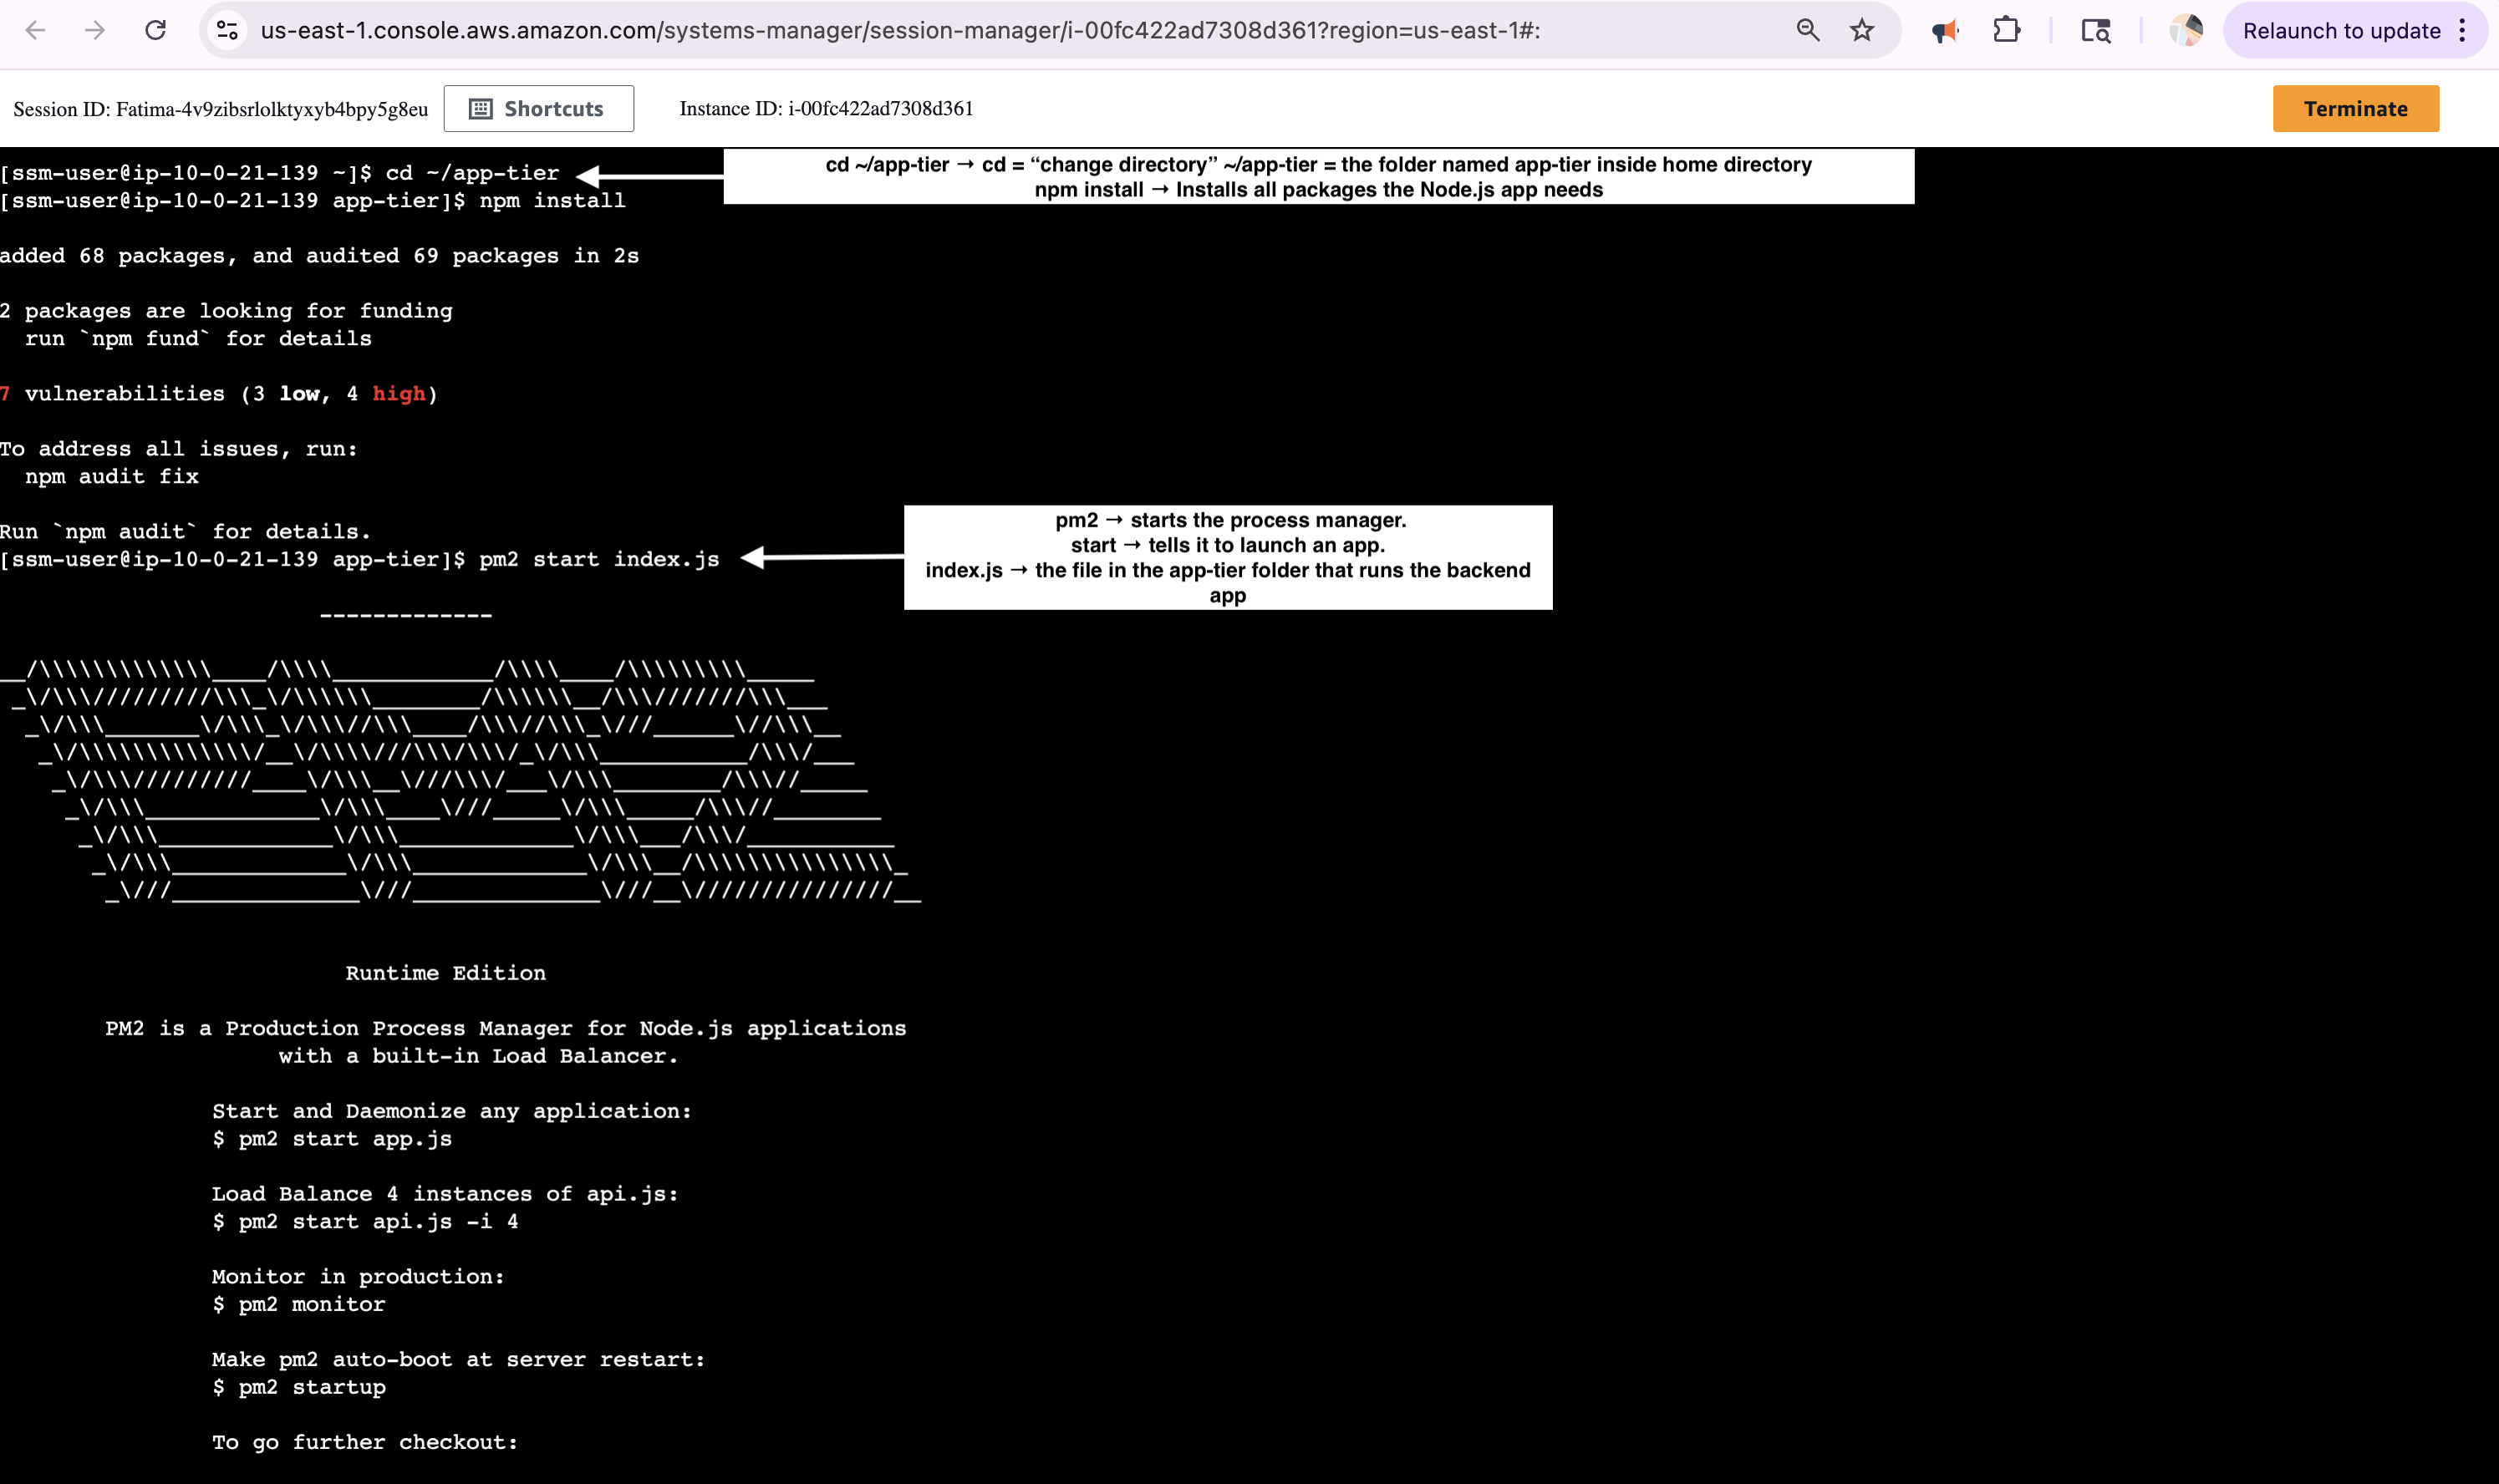 us-east-1.console.aws.amazon.com/systems-manager/session-manager/i-00fc422ad7308d361?region=us-east-1#:
Relaunch to update
Session ID: Fatima-4v9zibsrlolktyxyb4bpy5g8eu
Shortcuts
Instance ID: i-00fc422ad7308d361
Terminate
[ssm-user@ip-10-0-21-139 ~]$ cd ~/app-tier
cd ~/app-tier → cd = “change directory” ~/app-tier = the folder named app-tier inside home directory
npm install → Installs all packages the Node.js app needs
[ssm-user@ip-10-0-21-139 app-tier]$ npm install
added 68 packages, and audited 69 packages in 2s
2 packages are looking for funding
run `npm fund` for details
7 vulnerabilities (3 low, 4 high)
To address all issues, run:
npm audit fix
Run `npm audit` for details.
[ssm-user@ip-10-0-21-139 app-tier]$ pm2 start index.js
pm2 → starts the process manager.
start → tells it to launch an app.
index.js → the file in the app-tier folder that runs the backend
app
-------------
Runtime Edition
PM2 is a Production Process Manager for Node.js applications
with a built-in Load Balancer.
Start and Daemonize any application:
$ pm2 start app.js
Load Balance 4 instances of api.js:
$ pm2 start api.js -i 4
Monitor in production:
$ pm2 monitor
Make pm2 auto-boot at server restart:
$ pm2 startup
To go further checkout: